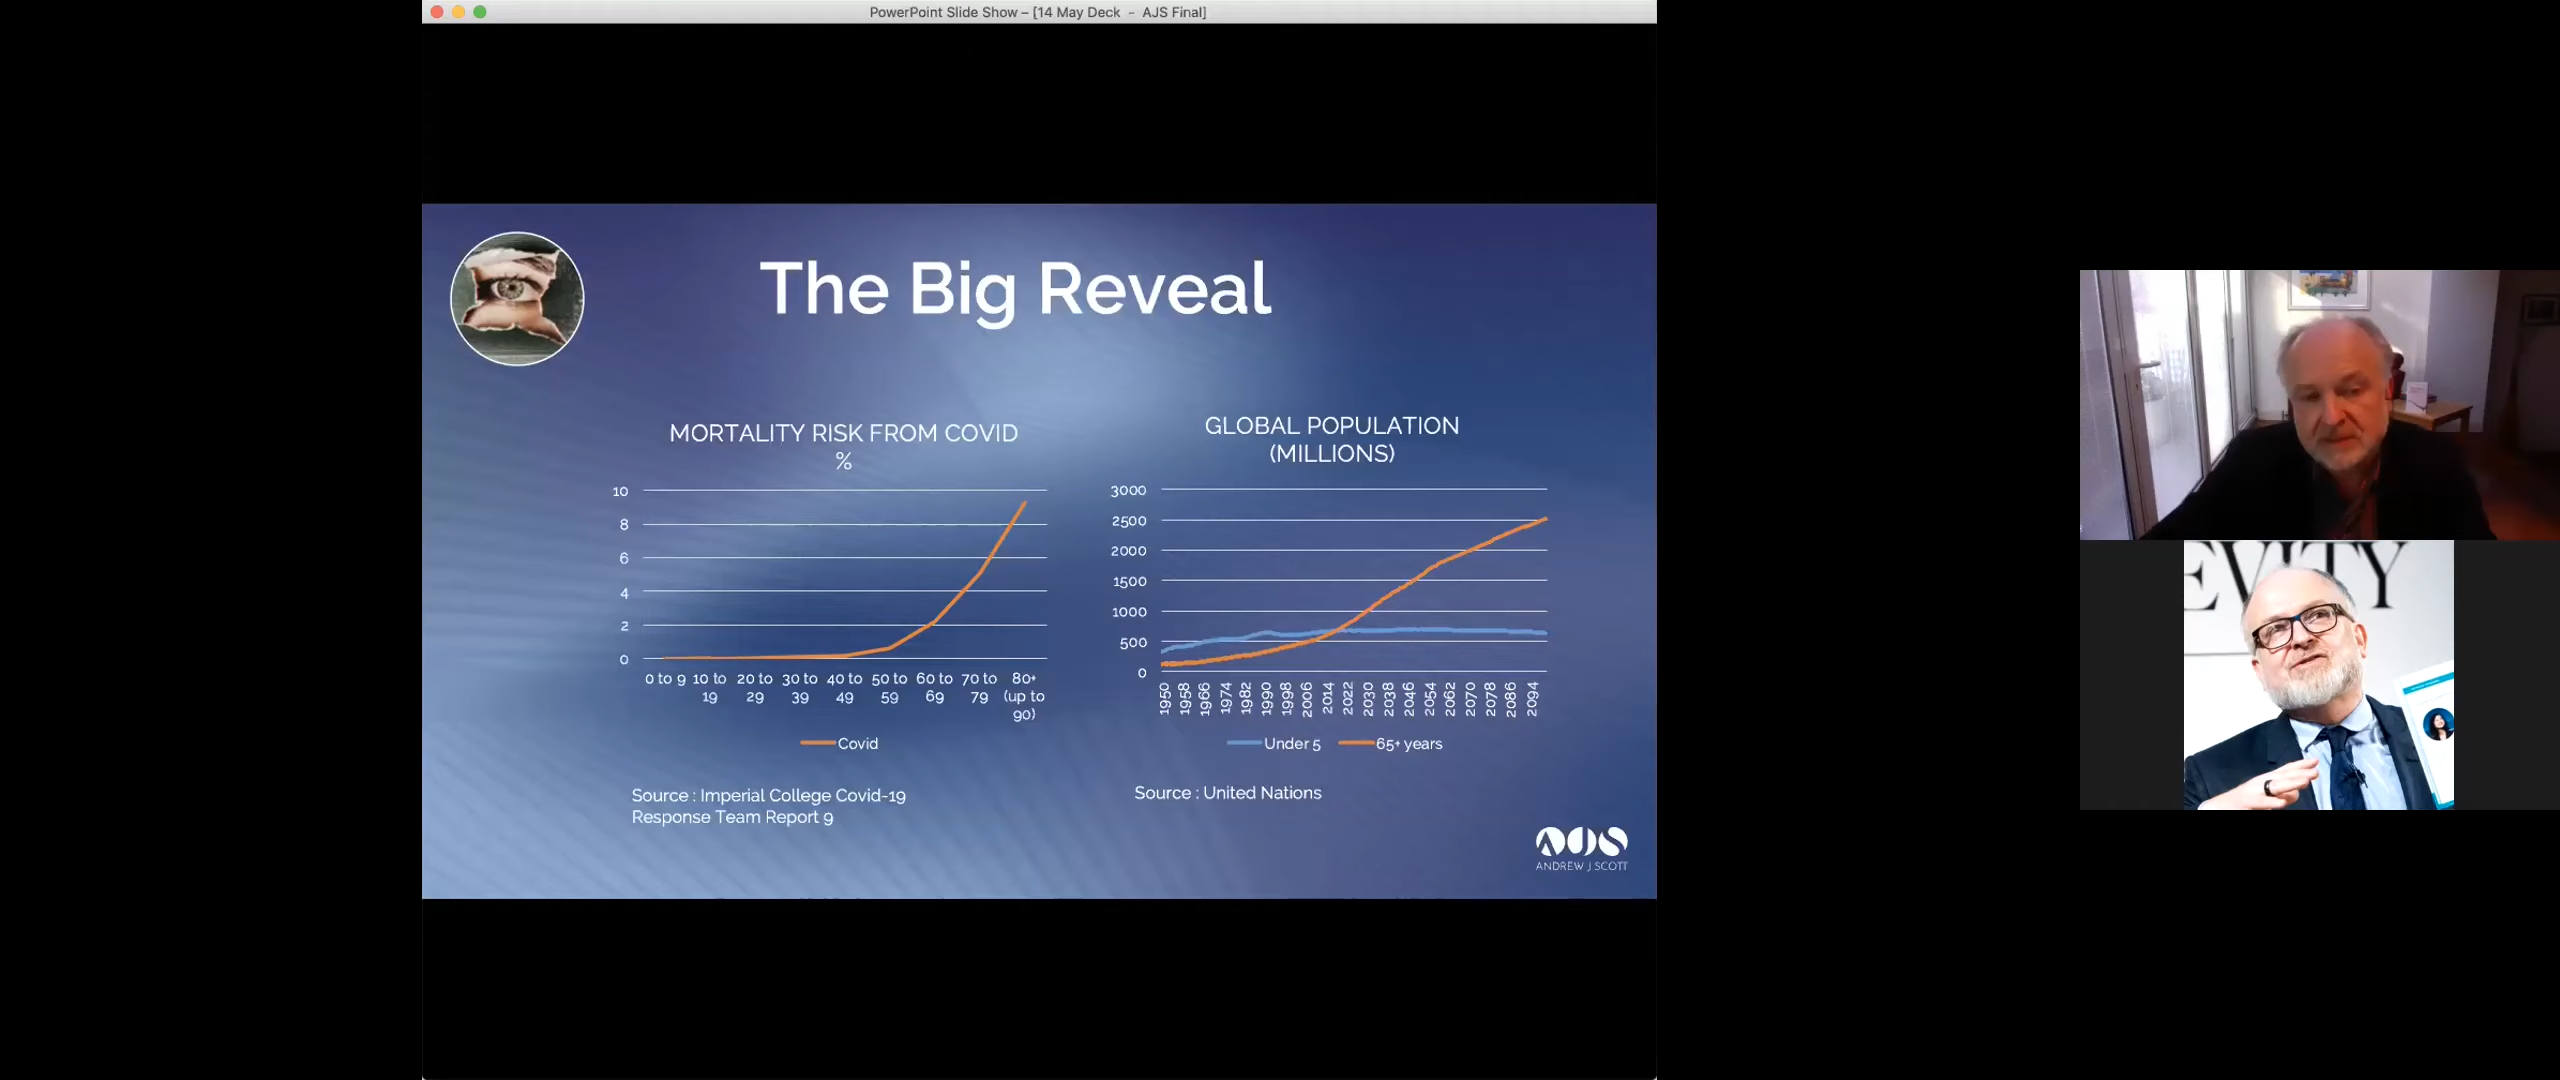 PowerPoint Slide Show – [14 May Deck - AJS Final]
The Big Reveal
MORTALITY RISK FROM COVID
%
10
8
6
4
2
0
0 to 9 10 to 20 to 30 to 40 to 50 to 60 to 70 to 80+
19 29 39 49 59 69 79 (up to
90)
Covid
Source : Imperial College Covid-19
Response Team Report 9
GLOBAL POPULATION
(MILLIONS)
3000
2500
2000
1500
1000
500
0
1950 1958 1966 1974 1982 1990 1998 2006 2014 2022 2030 2038 2046 2054 2062 2070 2078 2086 2094
Under 5 65+ years
Source : United Nations
AJS
ANDREW J SCOTT
EVITY